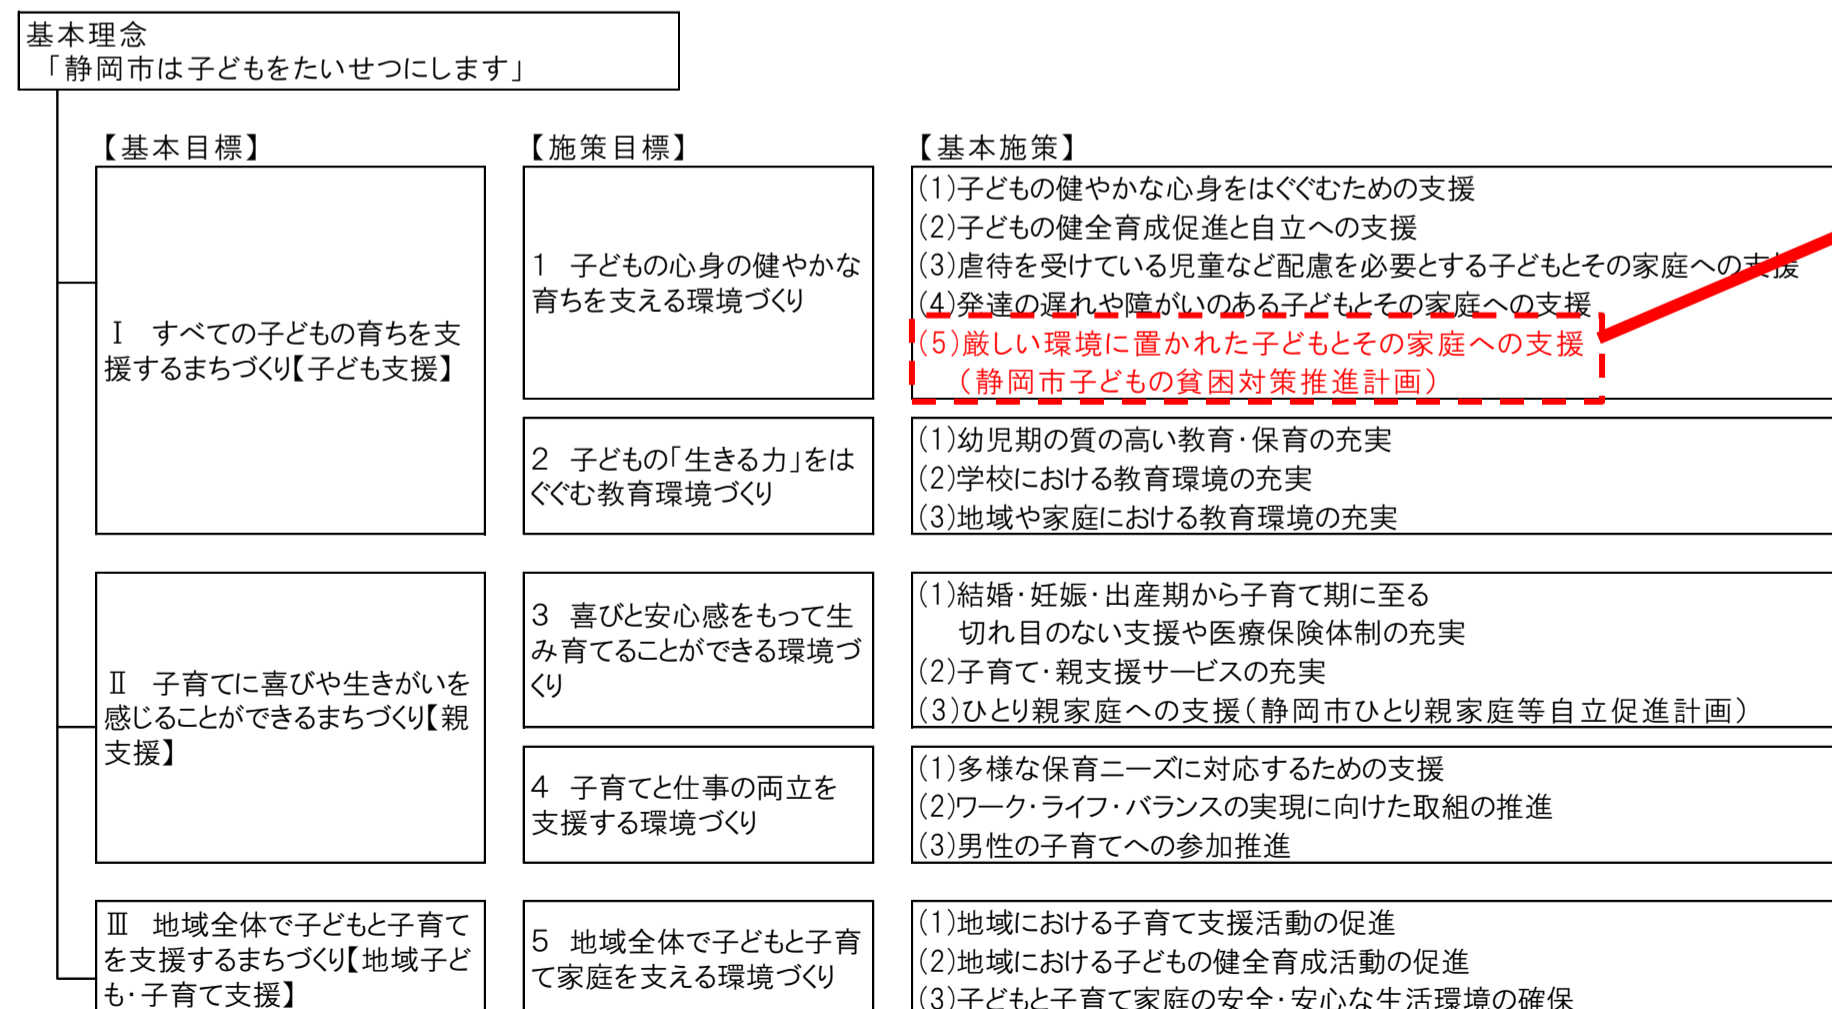 基本理念
「静岡市は子どもをたいせつにします」
【基本目標】
【施策目標】
【基本施策】
Ⅰ　すべての子どもの育ちを支
援するまちづくり【子ども支援】
1　子どもの心身の健やかな
育ちを支える環境づくり
(1)子どもの健やかな心身をはぐくむための支援
(2)子どもの健全育成促進と自立への支援
(3)虐待を受けている児童など配慮を必要とする子どもとその家庭への支援
(4)発達の遅れや障がいのある子どもとその家庭への支援
(5)厳しい環境に置かれた子どもとその家庭への支援
（静岡市子どもの貧困対策推進計画）
2　子どもの「生きる力」をは
ぐくむ教育環境づくり
(1)幼児期の質の高い教育・保育の充実
(2)学校における教育環境の充実
(3)地域や家庭における教育環境の充実
Ⅱ　子育てに喜びや生きがいを
感じることができるまちづくり【親
支援】
3　喜びと安心感をもって生
み育てることができる環境づ
くり
(1)結婚・妊娠・出産期から子育て期に至る
切れ目のない支援や医療保険体制の充実
(2)子育て・親支援サービスの充実
(3)ひとり親家庭への支援（静岡市ひとり親家庭等自立促進計画）
4　子育てと仕事の両立を
支援する環境づくり
(1)多様な保育ニーズに対応するための支援
(2)ワーク・ライフ・バランスの実現に向けた取組の推進
(3)男性の子育てへの参加推進
Ⅲ　地域全体で子どもと子育て
を支援するまちづくり【地域子ど
も・子育て支援】
5　地域全体で子どもと子育
て家庭を支える環境づくり
(1)地域における子育て支援活動の促進
(2)地域における子どもの健全育成活動の促進
(3)子どもと子育て家庭の安全・安心な生活環境の確保